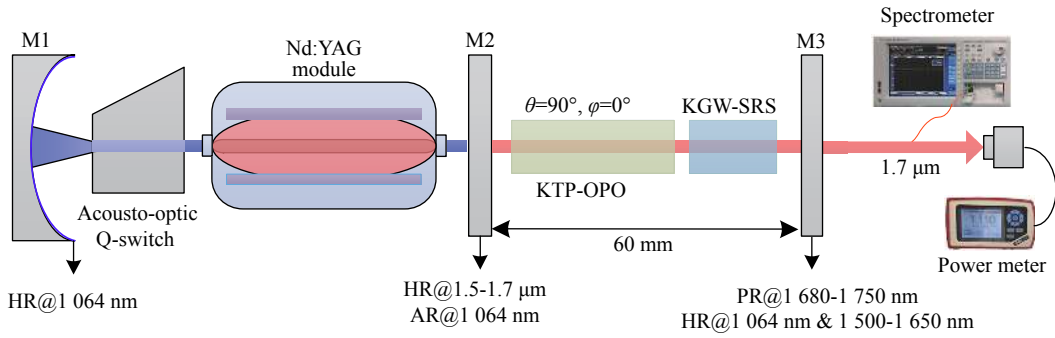 Spectrometer
M1
Nd:YAG
module
M2
M3
θ=90°, φ=0°
KGW-SRS
KTP-OPO
1.7 μm
Acousto-optic
Q-switch
60 mm
Power meter
HR@1 064 nm
HR@1.5-1.7 μm
AR@1 064 nm
PR@1 680-1 750 nm
HR@1 064 nm & 1 500-1 650 nm